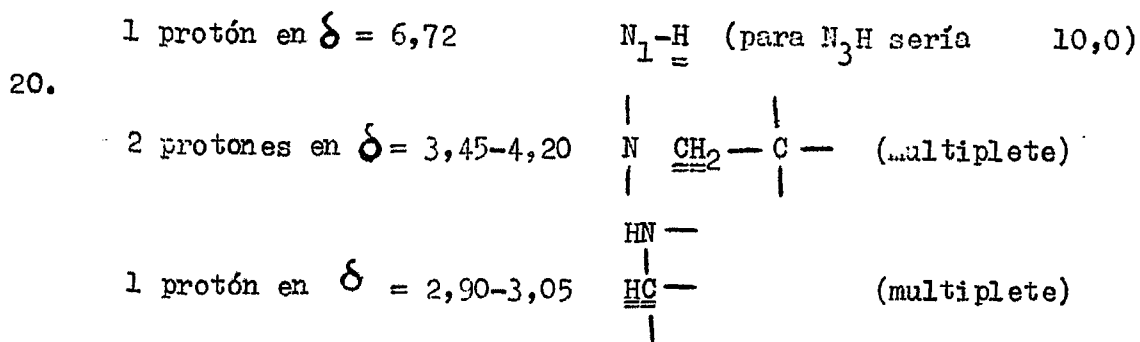 1 protón en δ = 6,72 N1-H (para N3H sería 10,0)
20.
2 protones en δ = 3,45-4,20 N CH2 — C — (multiplete)
HN —
1 protón en δ = 2,90-3,05 HC — (multiplete)